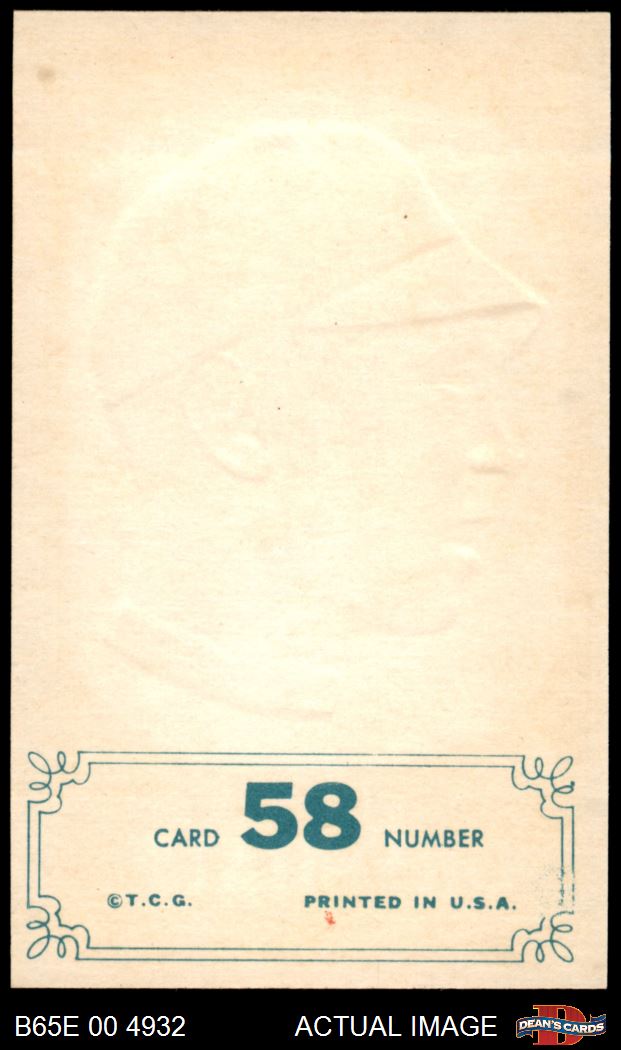 CARD 58 NUMBER
©T.C.G. PRINTED IN U.S.A.
B65E 00 4932 ACTUAL IMAGE DEAN'S CARDS